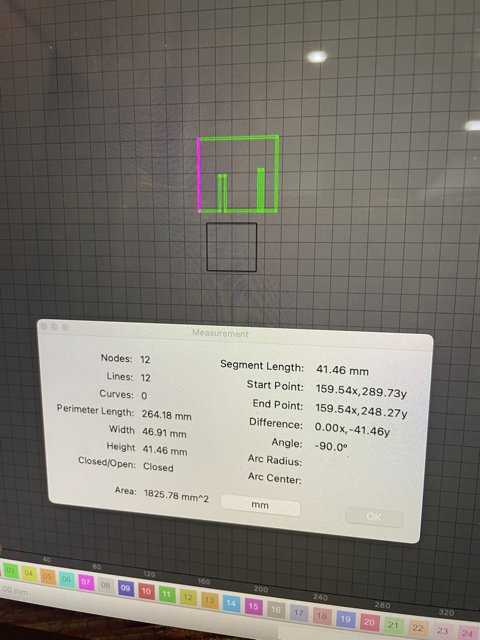 Measurement
Nodes: 12
Lines: 12
Curves: 0
Perimeter Length: 264.18 mm
Width 46.91 mm
Height 41.46 mm
Closed/Open: Closed
Area: 1825.78 mm^2
Segment Length: 41.46 mm
Start Point: 159.54x,289.73y
End Point: 159.54x,248.27y
Difference: 0.00x,-41.46y
Angle: -90.0°
Arc Radius:
Arc Center:
mm
OK
40 80 120 160 200 240 280 320
03 04 05 06 07 08 09 10 11 12 13 14 15 16 17 18 19 20 21 22 23 24
.00 mm